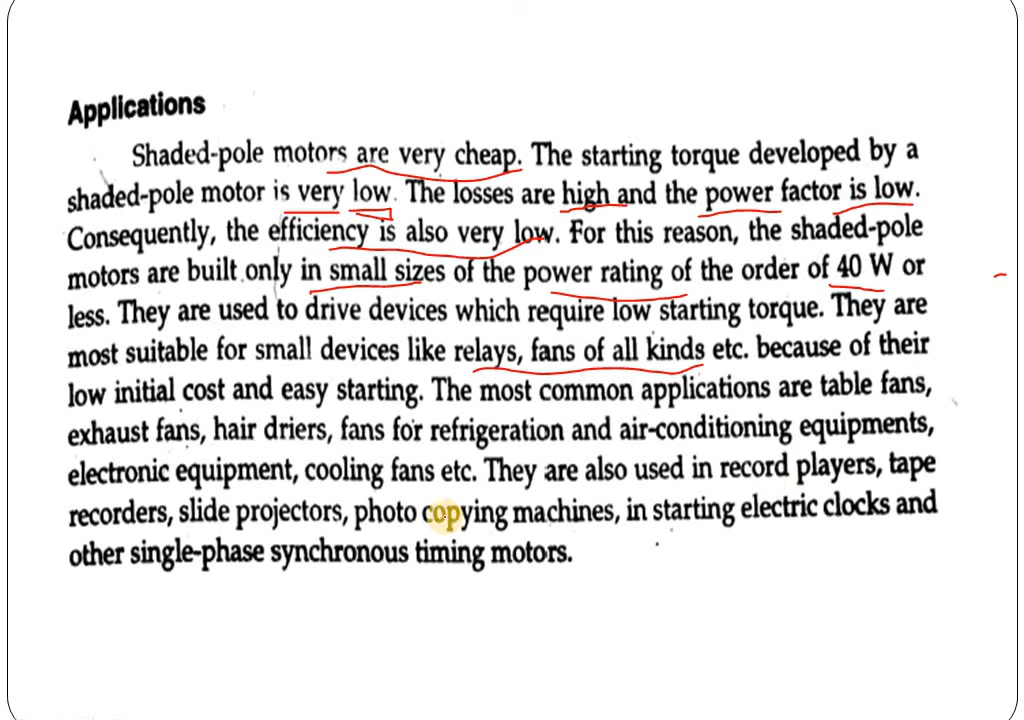 Applications
Shaded-pole motors are very cheap. The starting torque developed by a
shaded-pole motor is very low. The losses are high and the power factor is low.
Consequently, the efficiency is also very low. For this reason, the shaded-pole
motors are built only in small sizes of the power rating of the order of 40 W or
less. They are used to drive devices which require low starting torque. They are
most suitable for small devices like relays, fans of all kinds etc. because of their
low initial cost and easy starting. The most common applications are table fans,
exhaust fans, hair driers, fans for refrigeration and air-conditioning equipments,
electronic equipment, cooling fans etc. They are also used in record players, tape
recorders, slide projectors, photo copying machines, in starting electric clocks and
other single-phase synchronous timing motors.